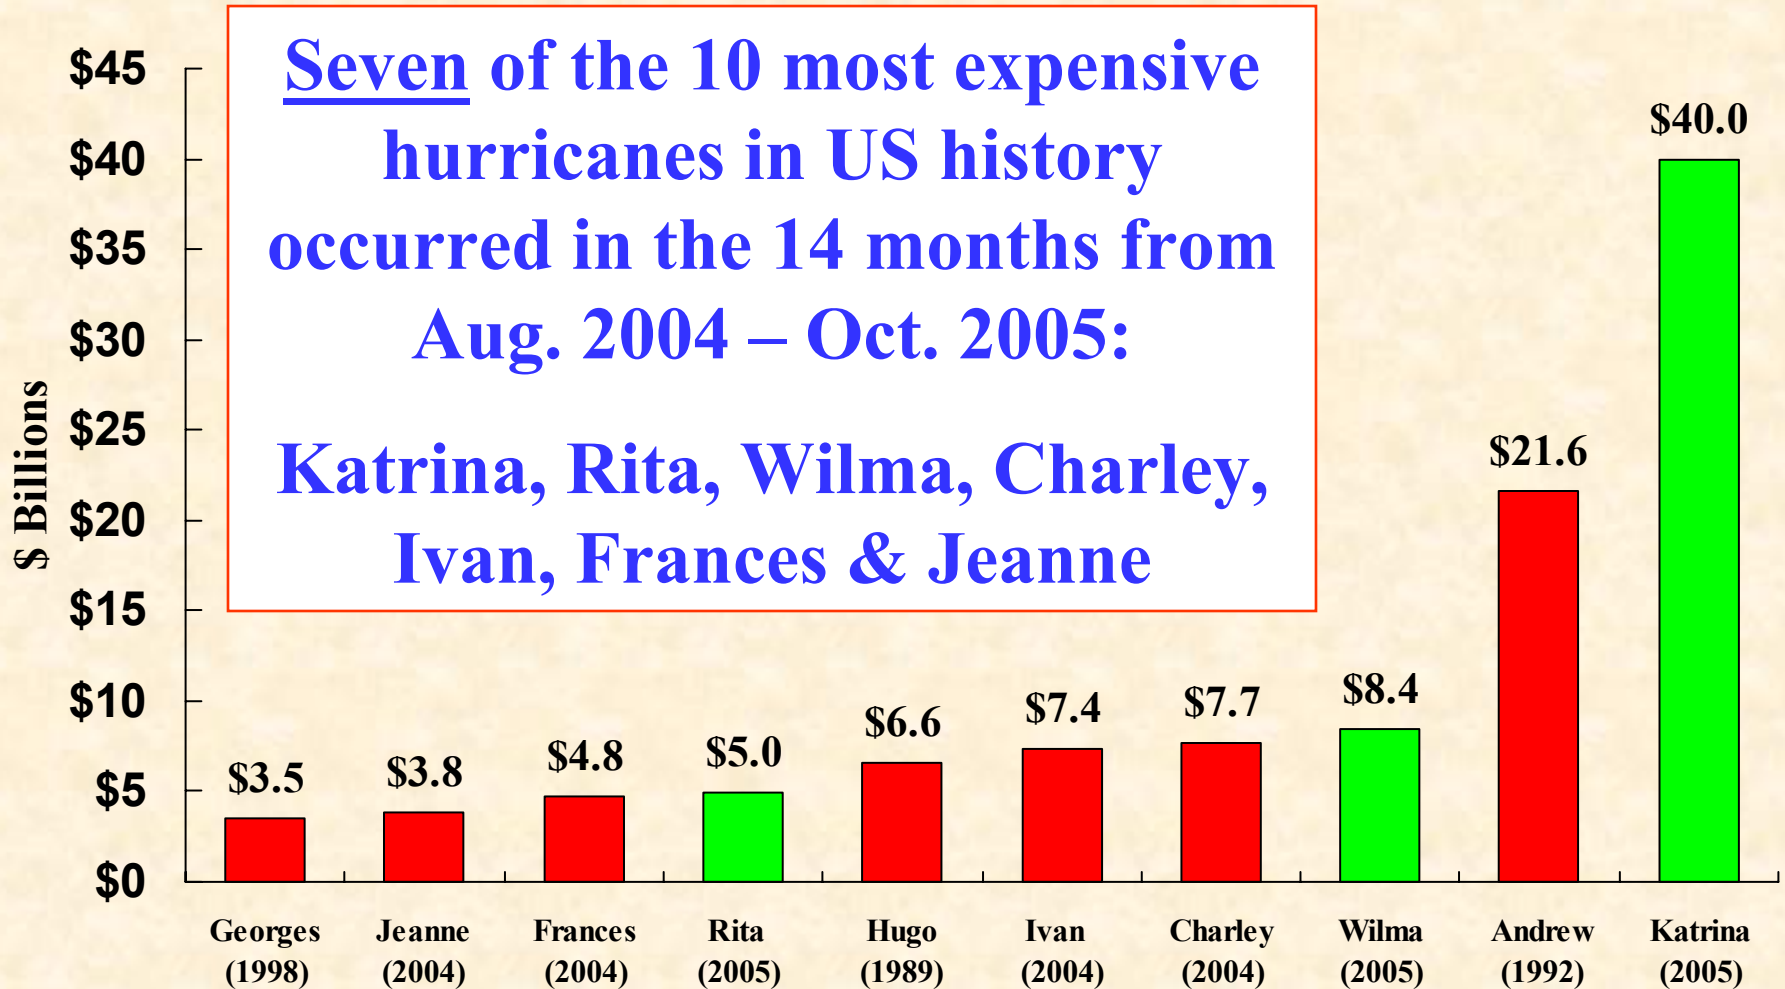 Seven of the 10 most expensive
hurricanes in US history
occurred in the 14 months from
Aug. 2004 – Oct. 2005:
Katrina, Rita, Wilma, Charley,
Ivan, Frances & Jeanne
$ Billions
$45
$40
$35
$30
$25
$20
$15
$10
$5
$0
$3.5
$3.8
$4.8
$5.0
$6.6
$7.4
$7.7
$8.4
$21.6
$40.0
Georges
(1998)
Jeanne
(2004)
Frances
(2004)
Rita
(2005)
Hugo
(1989)
Ivan
(2004)
Charley
(2004)
Wilma
(2005)
Andrew
(1992)
Katrina
(2005)